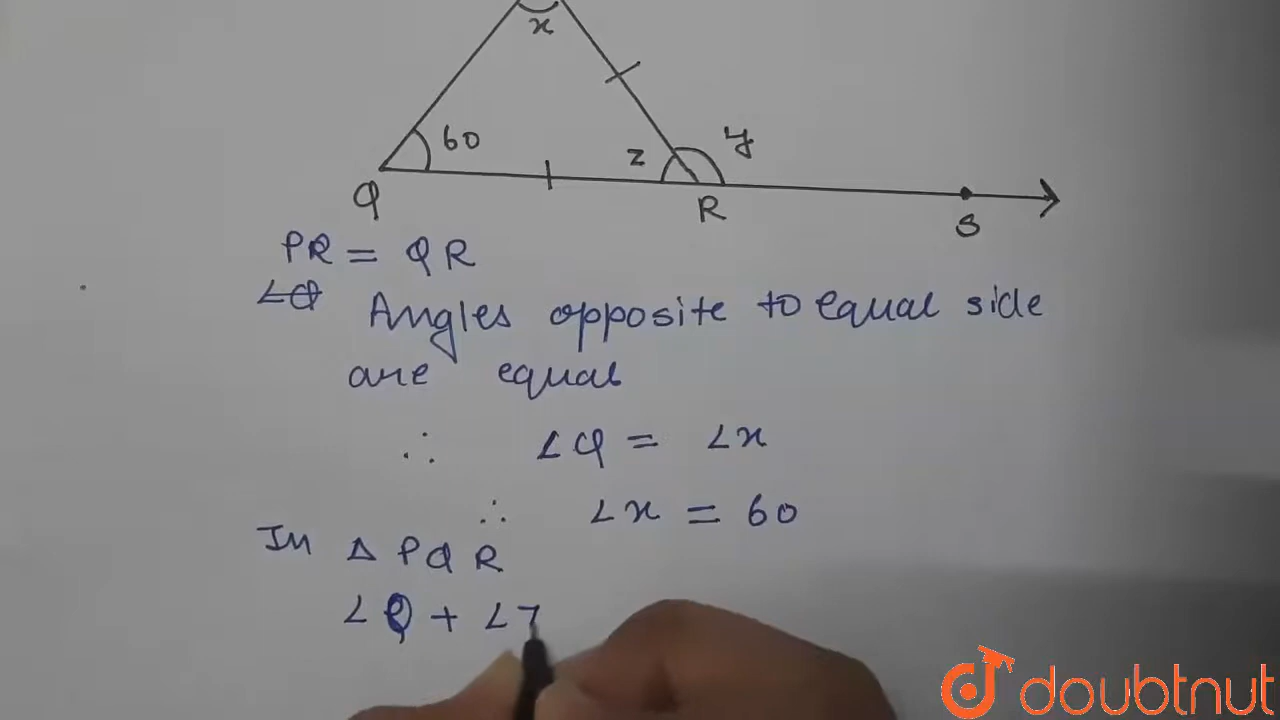 x
60
z y
Q R S
PR = QR
Angles opposite to equal side
are equal
∴ ∠Q = ∠x
∴ ∠x = 60
In Δ PQR
∠Q + ∠
doubtnut